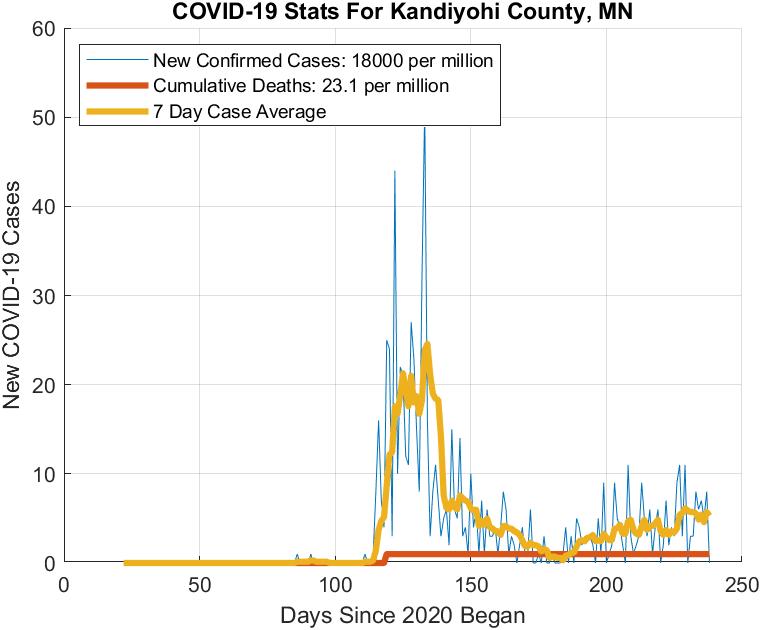 COVID-19 Stats For Kandiyohi County, MN
60
50
40
30
20
10
0
New COVID-19 Cases
New Confirmed Cases: 18000 per million
Cumulative Deaths: 23.1 per million
7 Day Case Average
0 50 100 150 200 250
Days Since 2020 Began